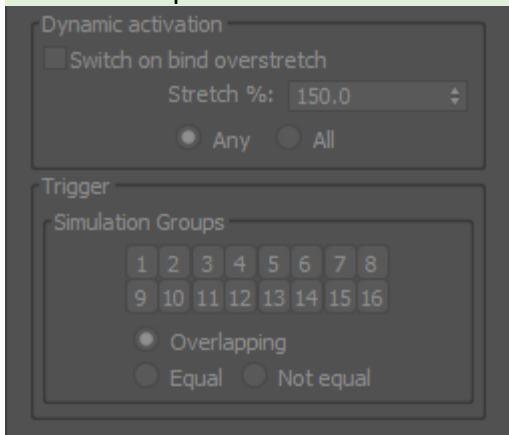 Dynamic activation
Switch on bind overstretch
Stretch %: 150.0
Any All
Trigger
Simulation Groups
1 2 3 4 5 6 7 8
9 10 11 12 13 14 15 16
Overlapping
Equal Not equal